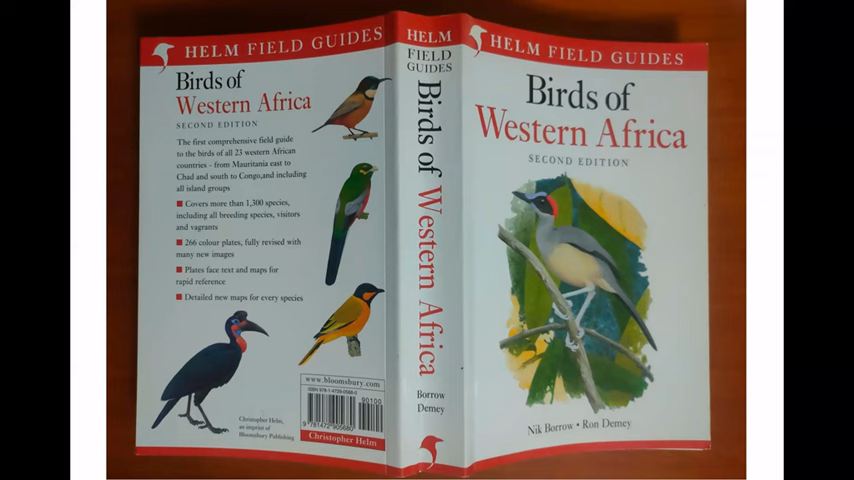 HELM FIELD GUIDES
Birds of
Western Africa
SECOND EDITION
The first comprehensive field guide
to the birds of all 23 western African
countries - from Mauritania east to
Chad and south to Congo,and including
all island groups
Covers more than 1,300 species,
including all breeding species, visitors
and vagrants
266 colour plates, fully revised with
many new images
Plates face text and maps for
rapid reference
Detailed new maps for every species
Christopher Helm,
an imprint of
Bloomsbury Publishing
www.bloomsbury.com
90100
Christopher Helm
HELM
FIELD
GUIDES
Birds of Western Africa
Borrow
Demey
HELM FIELD GUIDES
Birds of
Western Africa
SECOND EDITION
Nik Borrow • Ron Demey